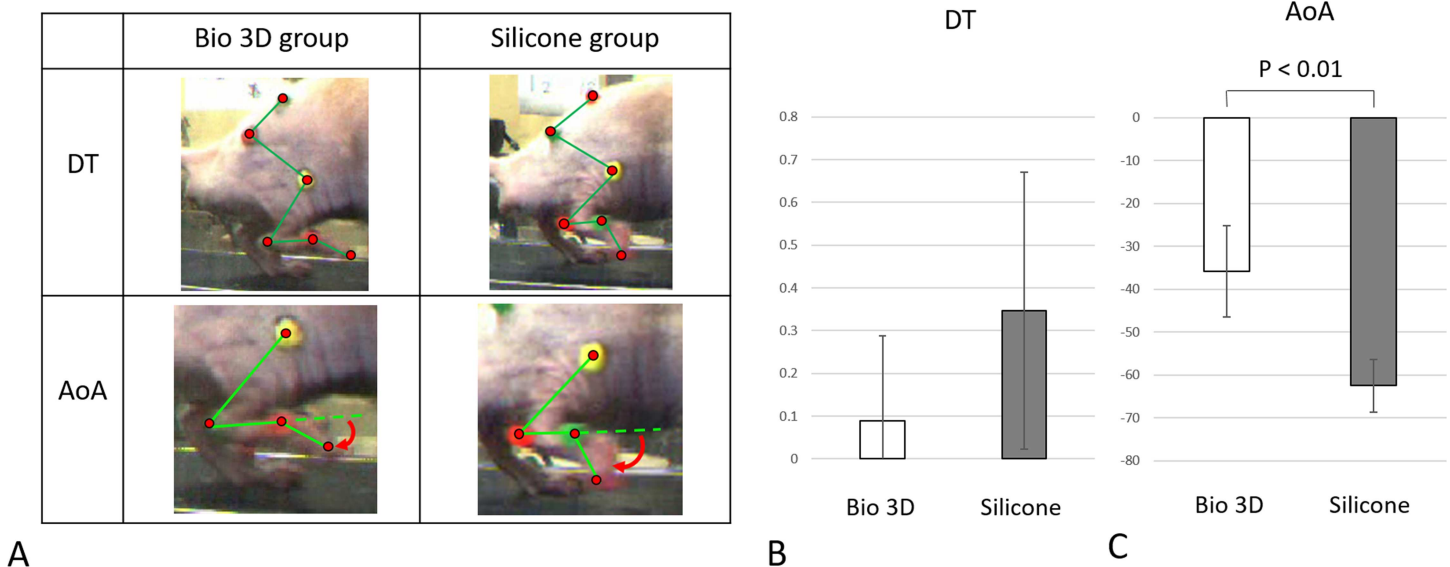 Bio 3D group
Silicone group
DT
AoA
A
DT
0.8
0.7
0.6
0.5
0.4
0.3
0.2
0.1
0
Bio 3D
Silicone
B
AoA
P < 0.01
0
-10
-20
-30
-40
-50
-60
-70
-80
Bio 3D
Silicone
C